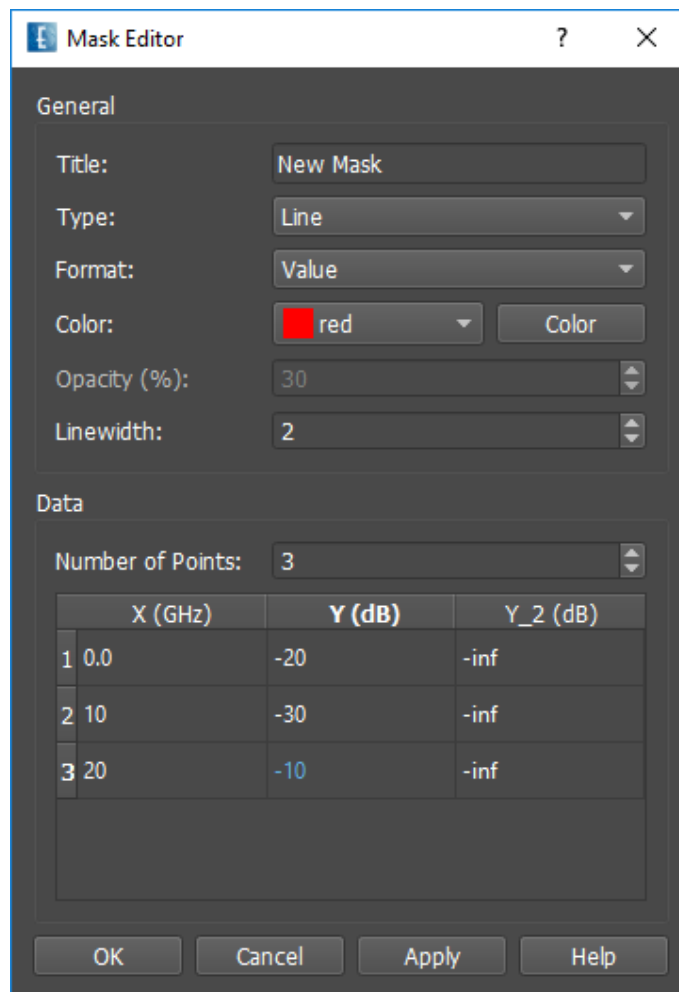 Mask Editor ? ×
General
Title: New Mask
Type: Line
Format: Value
Color: red Color
Opacity (%): 30
Linewidth: 2
Data
Number of Points: 3
X (GHz) Y (dB) Y_2 (dB)
1 0.0 -20 -inf
2 10 -30 -inf
3 20 -10 -inf
OK Cancel Apply Help